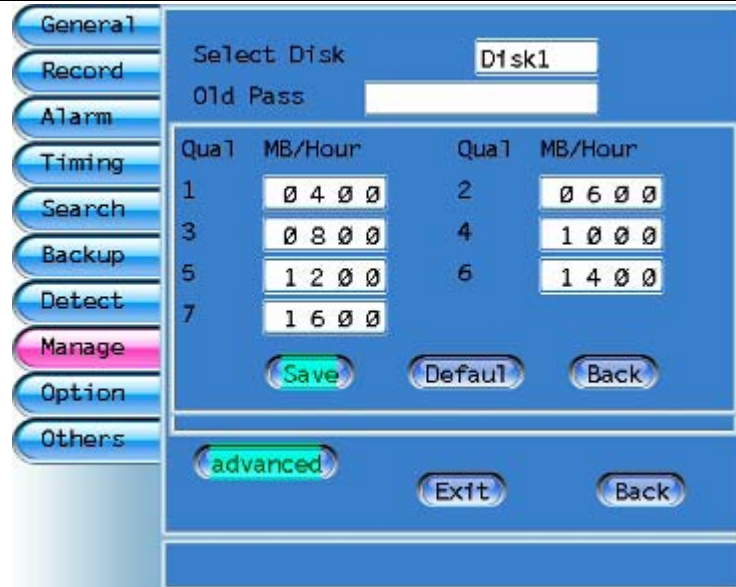 General
Record
Alarm
Timing
Search
Backup
Detect
Manage
Option
Others
Select Disk Disk1
Old Pass
Qual MB/Hour Qual MB/Hour
1 0400 2 0600
3 0800 4 1000
5 1200 6 1400
7 1600
Save Defaul Back
advanced
Exit Back